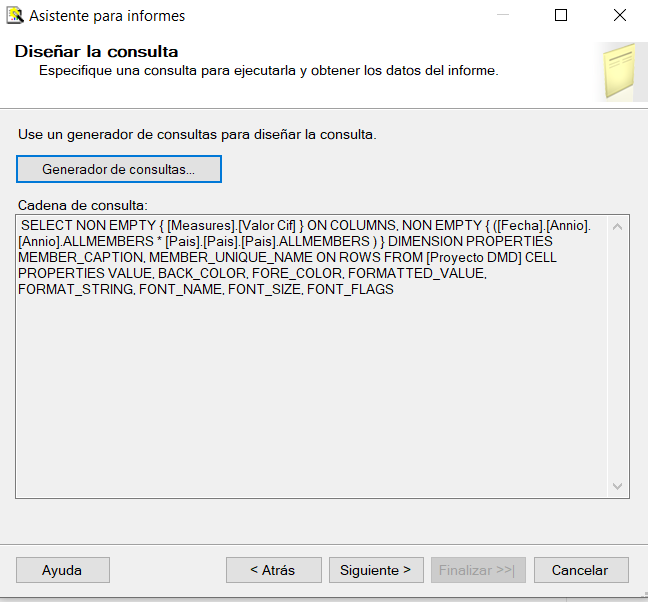 Asistente para informes
Diseñar la consulta
Especifique una consulta para ejecutarla y obtener los datos del informe.
Use un generador de consultas para diseñar la consulta.
Generador de consultas...
Cadena de consulta:
SELECT NON EMPTY { [Measures].[Valor Cif] } ON COLUMNS, NON EMPTY { ([Fecha].[Annio].
[Annio].ALLMEMBERS * [Pais].[Pais].[Pais].ALLMEMBERS ) } DIMENSION PROPERTIES
MEMBER_CAPTION, MEMBER_UNIQUE_NAME ON ROWS FROM [Proyecto DMD] CELL
PROPERTIES VALUE, BACK_COLOR, FORE_COLOR, FORMATTED_VALUE,
FORMAT_STRING, FONT_NAME, FONT_SIZE, FONT_FLAGS
Ayuda
< Atrás
Siguiente >
Finalizar >>|
Cancelar